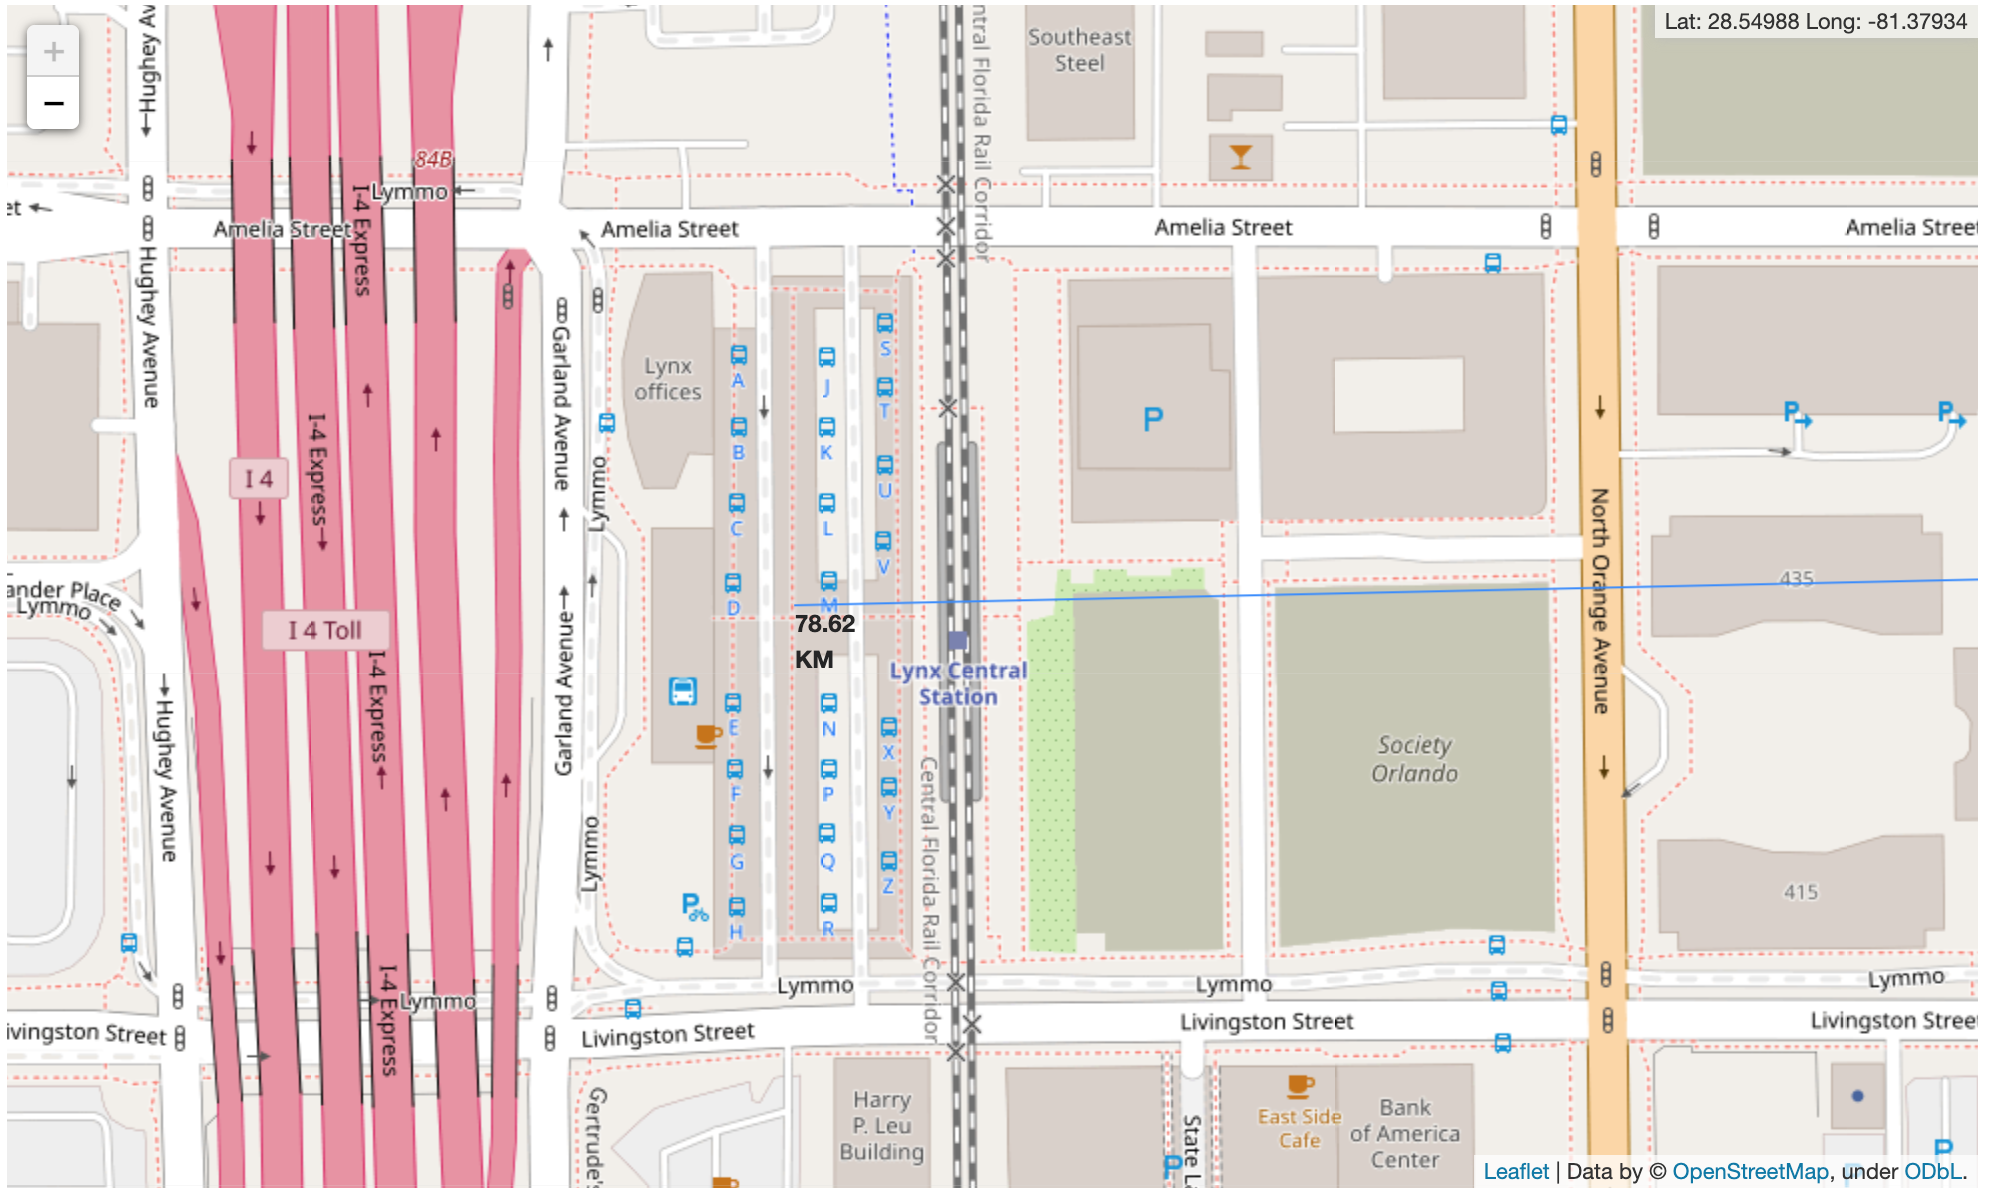 Lat: 28.54988 Long: -81.37934
+
−
Hughey Avenue
Southeast
Steel
Central Florida Rail Corridor
84B
Lymmo
I-4 Express
Amelia Street
Amelia Street
Amelia Street
Amelia Street
Hughey Avenue
Garland Avenue
Lynx
offices
A
B
C
D
E
F
G
H
J
K
L
M
N
P
Q
R
S
T
U
V
X
Y
Z
P
P
P
I 4
I-4 Express
Lymmo
North Orange Avenue
435
ander Place
Lymmo
I 4 Toll
I-4 Express
Garland Avenue
78.62
KM
Lynx Central
Station
Hughey Avenue
Society
Orlando
Central Florida Rail Corridor
Lymmo
P
415
I-4 Express
Lymmo
Lymmo
Lymmo
Lymmo
ivingston Street
Livingston Street
Livingston Street
Livingston Stree
Gertrude's
Harry
P. Leu
Building
State La
P
East Side
Cafe
Bank
of America
Center
P
Leaflet | Data by © OpenStreetMap, under ODbL.